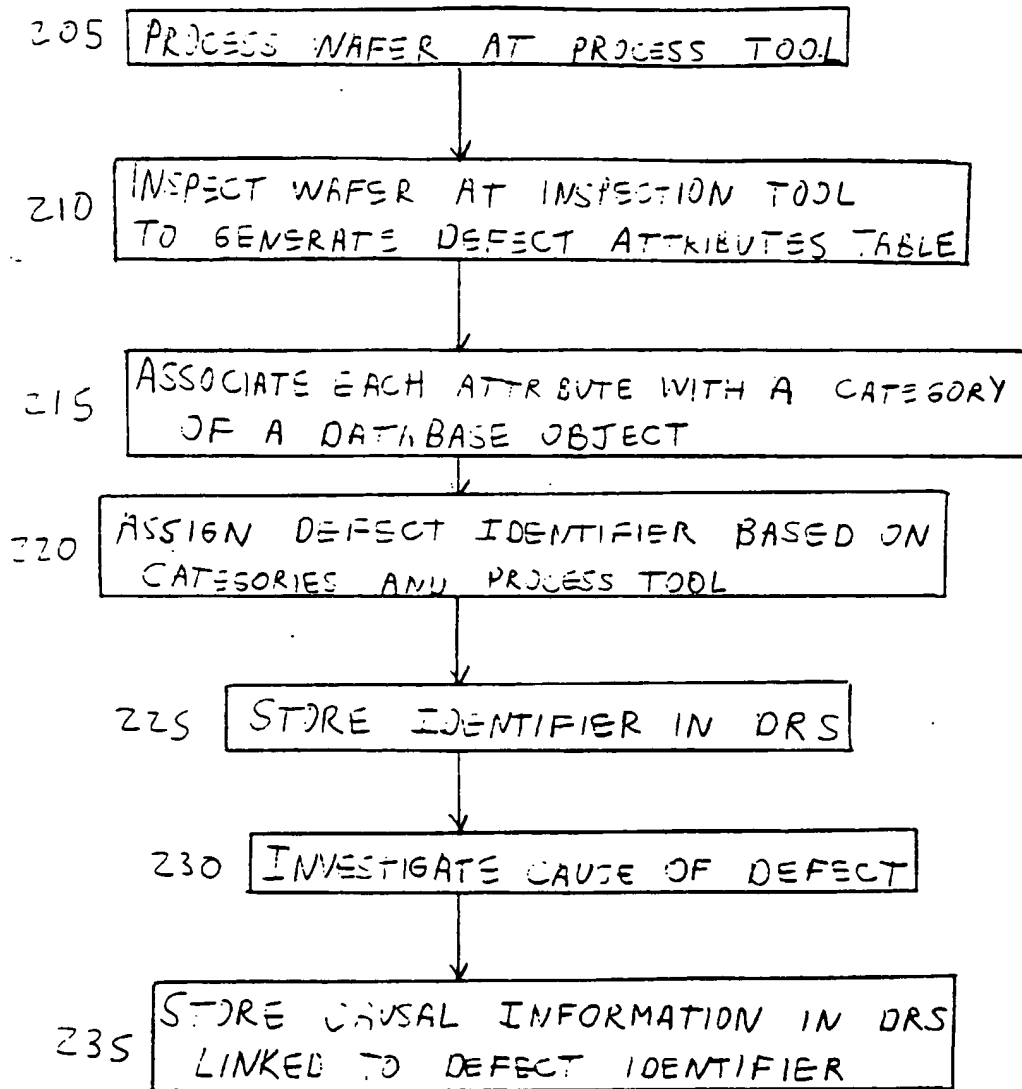 205 PROCESS WAFER AT PROCESS TOOL
210 INSPECT WAFER AT INSPECTION TOOL
TO GENERATE DEFECT ATTRIBUTES TABLE
215 ASSOCIATE EACH ATTRIBUTE WITH A CATEGORY
OF A DATABASE OBJECT
220 ASSIGN DEFECT IDENTIFIER BASED ON
CATEGORIES AND PROCESS TOOL
225 STORE IDENTIFIER IN DRS
230 INVESTIGATE CAUSE OF DEFECT
235 STORE CAUSAL INFORMATION IN DRS
LINKED TO DEFECT IDENTIFIER